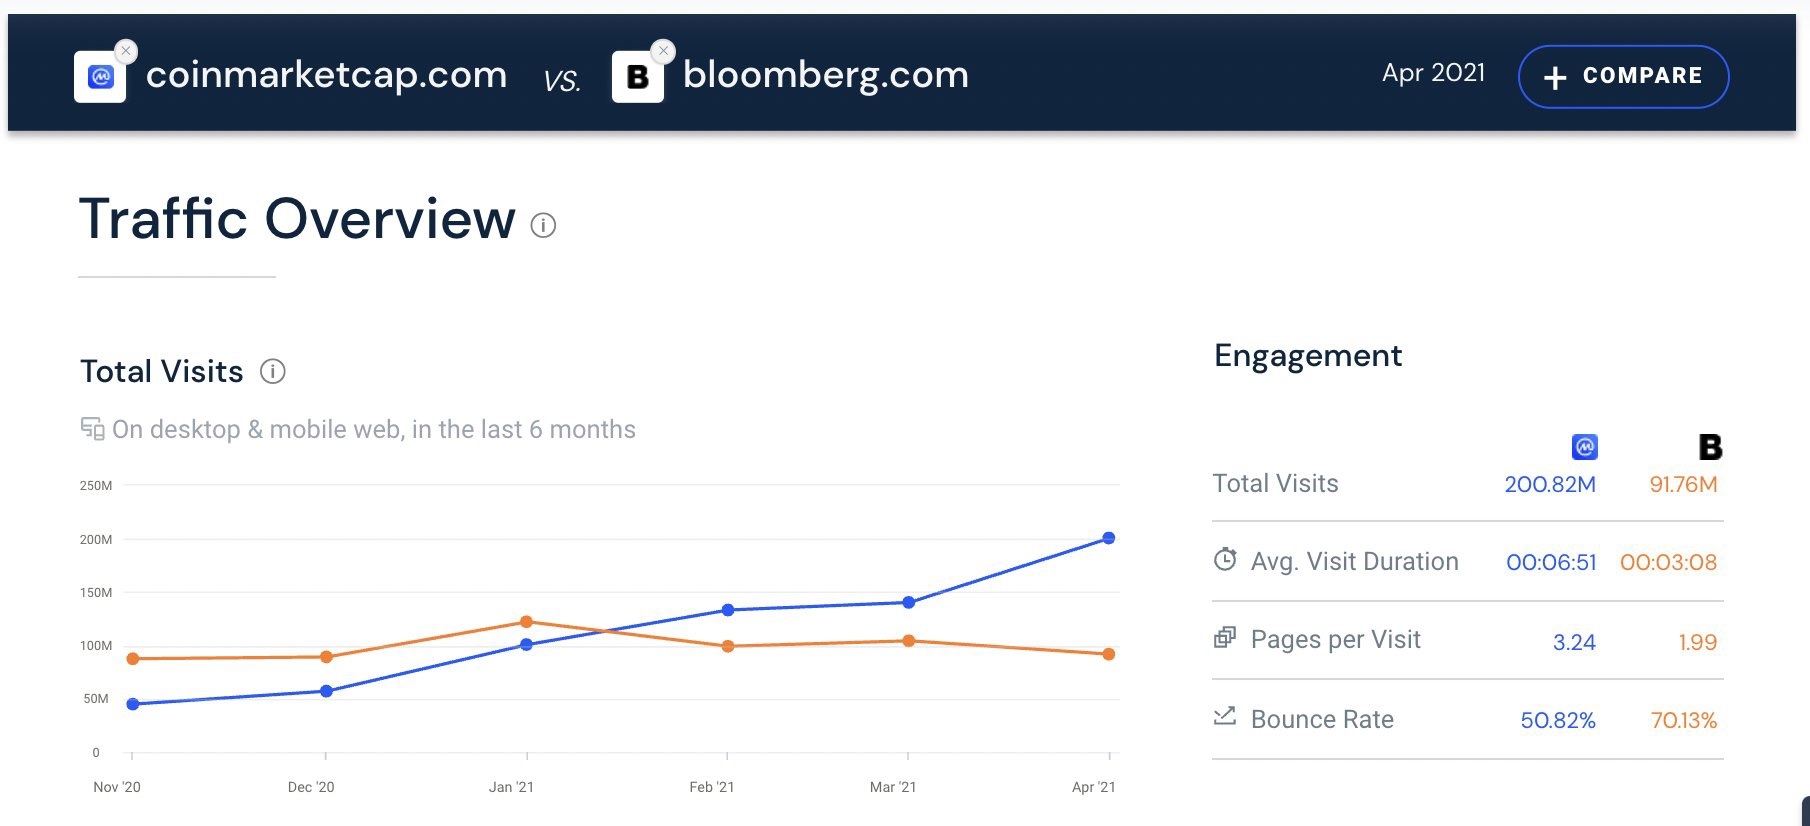 coinmarketcap.com vs. B bloomberg.com Apr 2021 + COMPARE
Traffic Overview
Total Visits
On desktop & mobile web, in the last 6 months
250M
200M
150M
100M
50M
0
Nov '20 Dec '20 Jan '21 Feb '21 Mar '21 Apr '21
Engagement
B
Total Visits 200.82M 91.76M
Avg. Visit Duration 00:06:51 00:03:08
Pages per Visit 3.24 1.99
Bounce Rate 50.82% 70.13%